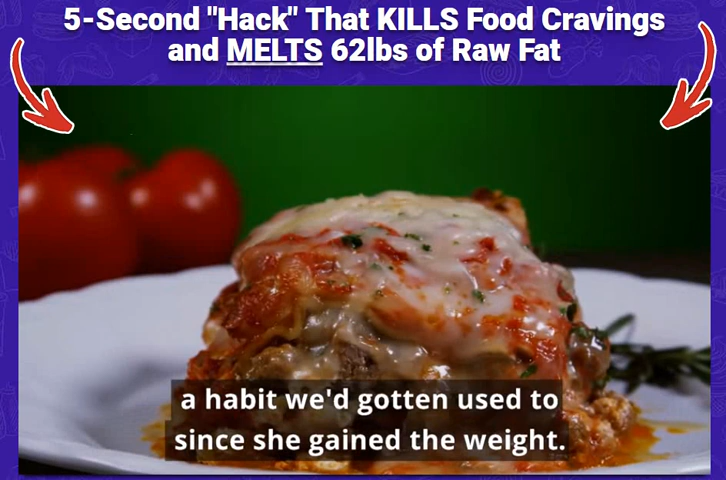 5-Second "Hack" That KILLS Food Cravings
and MELTS 62lbs of Raw Fat
a habit we'd gotten used to
since she gained the weight.